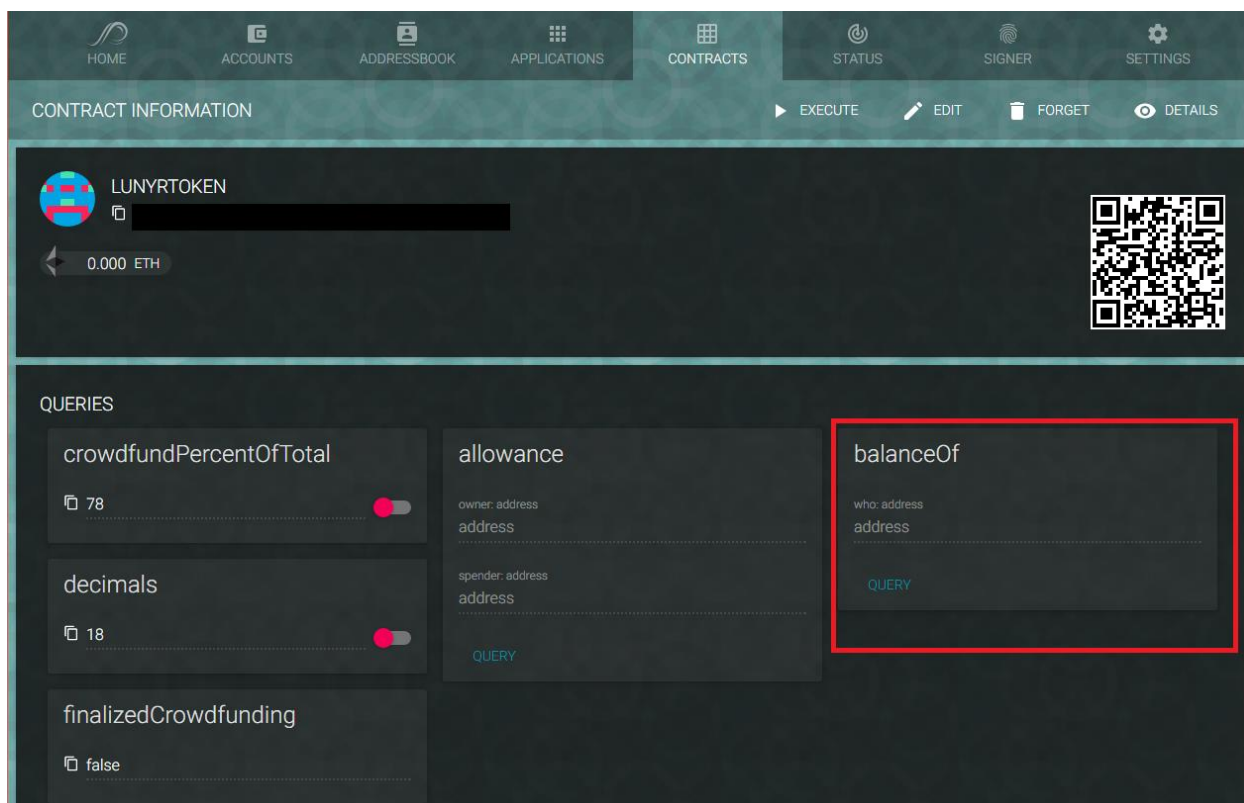 HOME
ACCOUNTS
ADDRESSBOOK
APPLICATIONS
CONTRACTS
STATUS
SIGNER
SETTINGS
CONTRACT INFORMATION
EXECUTE
EDIT
FORGET
DETAILS
LUNYRTOKEN
0.000 ETH
QUERIES
crowdfundPercentOfTotal
78
decimals
18
finalizedCrowdfunding
false
allowance
owner: address
address
spender: address
address
QUERY
balanceOf
who: address
address
QUERY